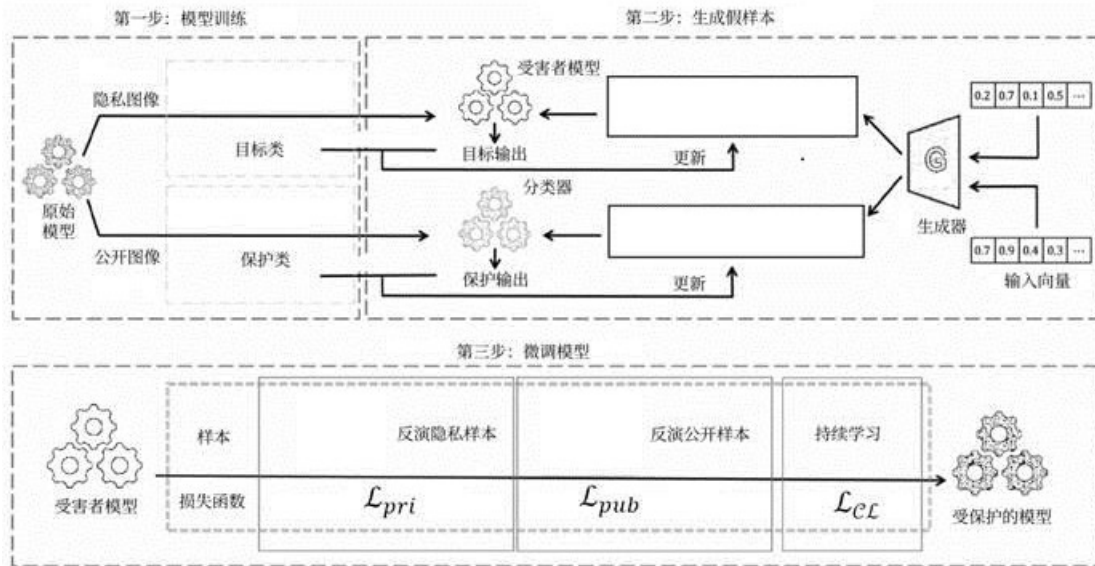 第一步：模型训练
第二步：生成假样本
隐私图像
目标类
原始
模型
公开图像
保护类
受害者模型
目标输出
更新
分类器
保护输出
更新
G
生成器
0.2 0.7 0.1 0.5 ...
0.7 0.9 0.4 0.3 ...
输入向量
第三步：微调模型
受害者模型
样本
反演隐私样本
反演公开样本
持续学习
损失函数
ℒpri
ℒpub
ℒCℒ
受保护的模型